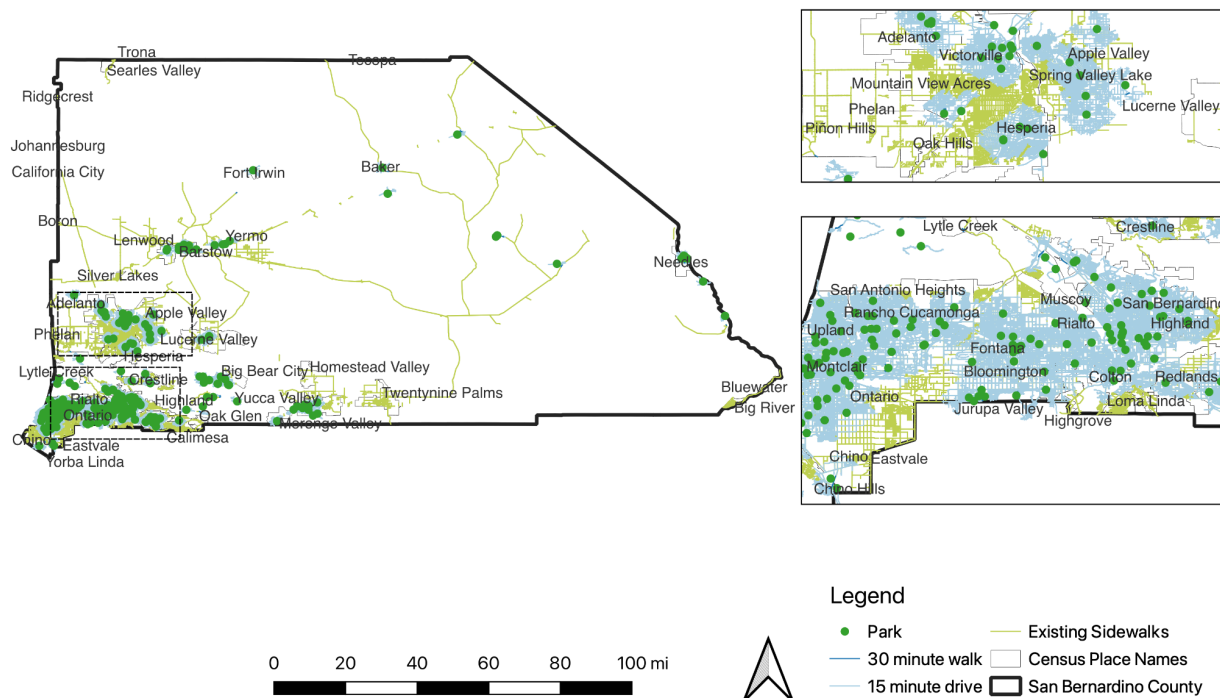 Trona
Searles Valley
Tecopa
Ridgecrest
Johannesburg
California City
Fort Irwin
Baker
Boron
Lenwood
Yermo
Barstow
Needles
Silver Lakes
Adelanto
Apple Valley
Phelan
Lucerne Valley
Hesperia
Lytle Creek
Crestline
Big Bear City
Homestead Valley
Rialto
Highland
Yucca Valley
Twentynine Palms
Bluewater
Ontario
Oak Glen
Big River
Morongo Valley
Chino
Eastvale
Calimesa
Yorba Linda
Adelanto
Victorville
Apple Valley
Mountain View Acres
Spring Valley Lake
Phelan
Lucerne Valley
Piñon Hills
Hesperia
Oak Hills
Lytle Creek
Crestline
San Antonio Heights
Muscoy
San Bernardino
Rancho Cucamonga
Upland
Rialto
Highland
Fontana
Montclair
Bloomington
Colton
Redlands
Ontario
Loma Linda
Jurupa Valley
Highgrove
Chino
Eastvale
Chino Hills
0 20 40 60 80 100 mi
Legend
Park
30 minute walk
15 minute drive
Existing Sidewalks
Census Place Names
San Bernardino County